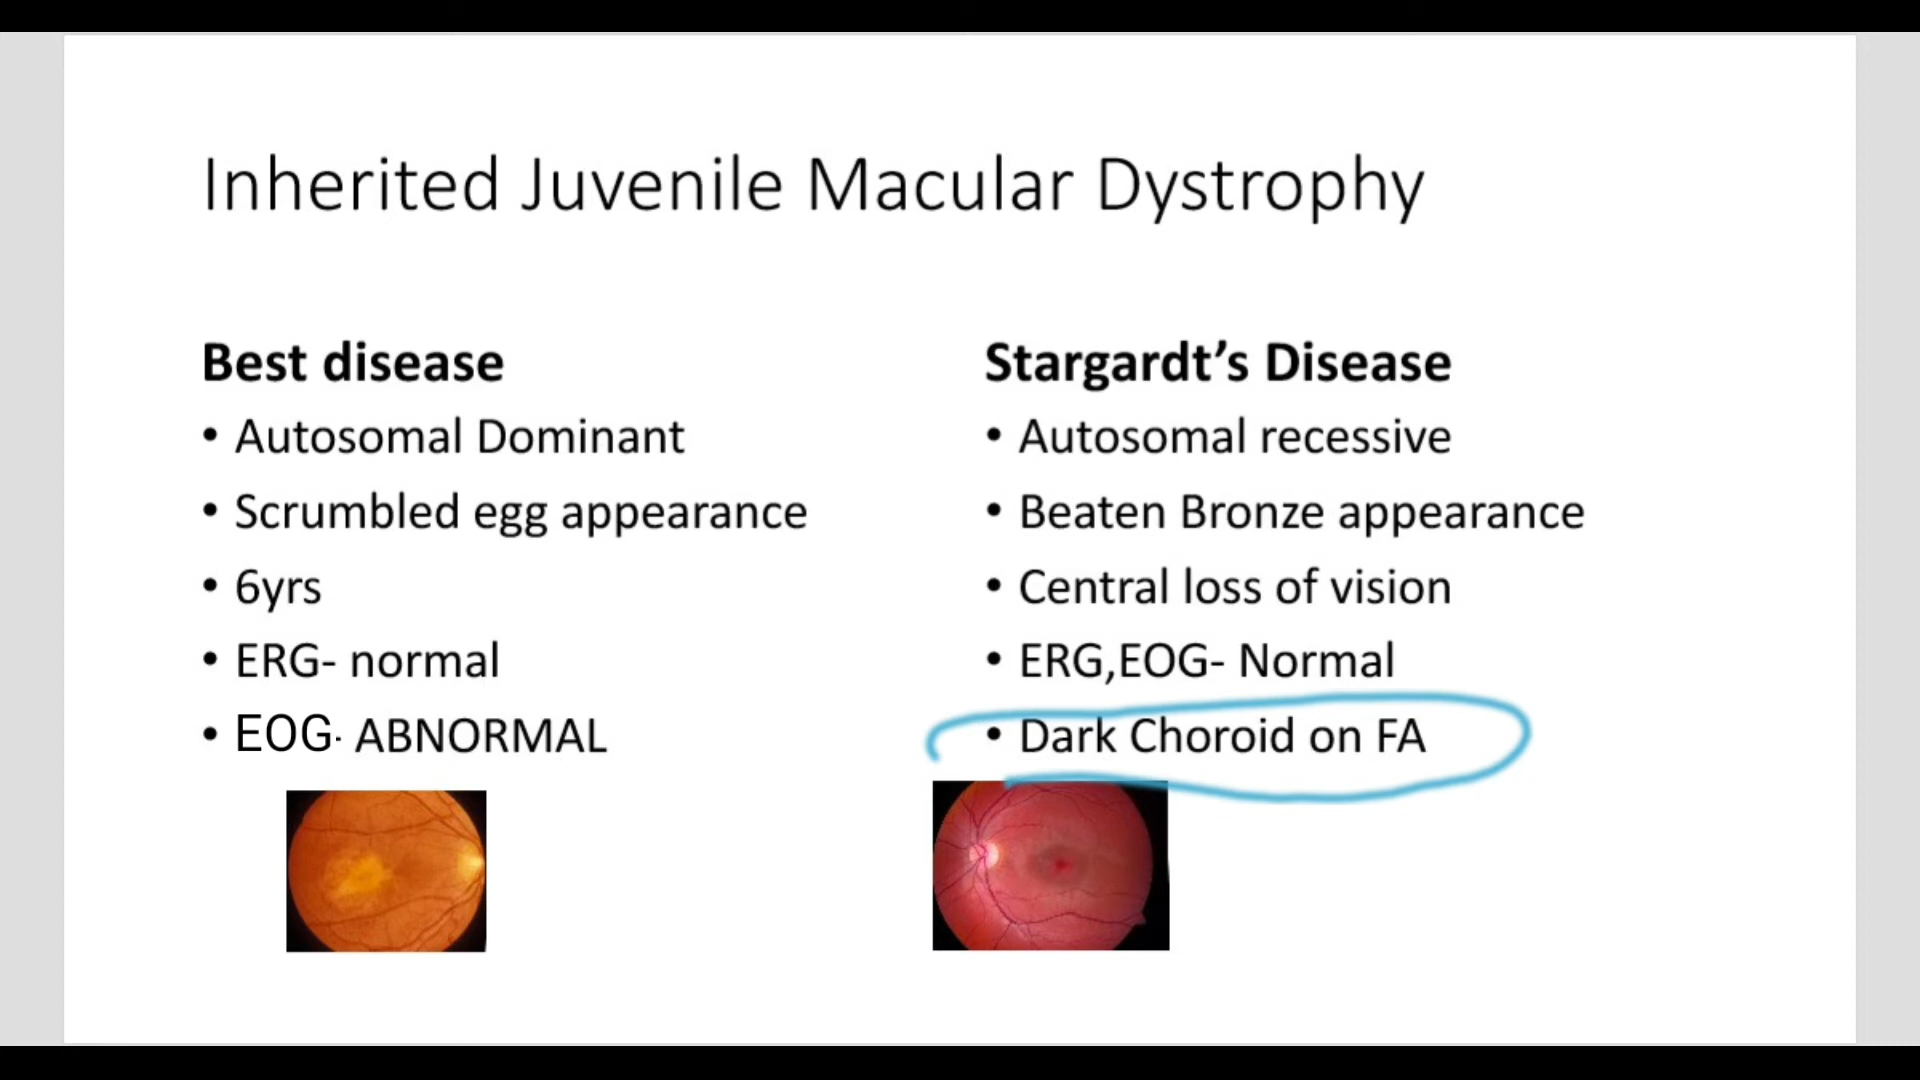 Inherited Juvenile Macular Dystrophy
Best disease
• Autosomal Dominant
• Scrumbled egg appearance
• 6yrs
• ERG- normal
• EOG- ABNORMAL
Stargardt’s Disease
• Autosomal recessive
• Beaten Bronze appearance
• Central loss of vision
• ERG,EOG- Normal
• Dark Choroid on FA